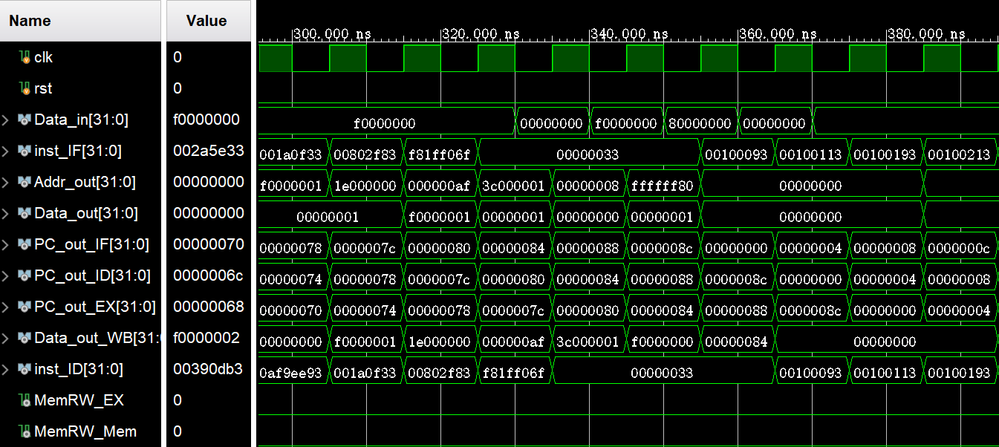 Name Value
300.000 ns 320.000 ns 340.000 ns 360.000 ns 380.000 ns
clk 0
rst 0
Data_in[31:0] f0000000 f0000000 00000000 f0000000 80000000 00000000
inst_IF[31:0] 002a5e33 001a0f33 00802f83 f81ff06f 00000033 00100093 00100113 00100193 00100213
Addr_out[31:0] 00000000 f0000001 1e000000 000000af 3c000001 00000008 ffffff80 00000000
Data_out[31:0] 00000000 00000001 f0000001 00000001 00000000 00000001 00000000
PC_out_IF[31:0] 00000070 00000078 0000007c 00000080 00000084 00000088 0000008c 00000000 00000004 00000008 0000000c
PC_out_ID[31:0] 0000006c 00000074 00000078 0000007c 00000080 00000084 00000088 0000008c 00000000 00000004 00000008
PC_out_EX[31:0] 00000068 00000070 00000074 00000078 0000007c 00000080 00000084 00000088 0000008c 00000000 00000004
Data_out_WB[31: f0000002 00000000 f0000001 1e000000 000000af 3c000001 f0000000 00000084 00000000
inst_ID[31:0] 00390db3 0af9ee93 001a0f33 00802f83 f81ff06f 00000033 00100093 00100113 00100193
MemRW_EX 0
MemRW_Mem 0